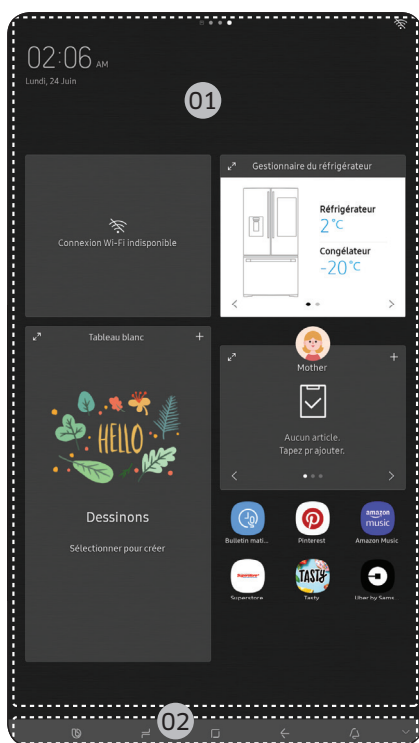 02:06 AM
Lundi, 24 Juin
01
Connexion Wi-Fi indisponible
Gestionnaire du réfrigérateur
Réfrigérateur
2°C
Congélateur
-20°C
Tableau blanc
HELLO
Dessinons
Sélectionner pour créer
Mother
Aucun article.
Tapez pr ajouter.
Bulletin mati...
Pinterest
amazon
music
Amazon Music
Superstore
TASTY
Tasty
Uber by Sams...
02